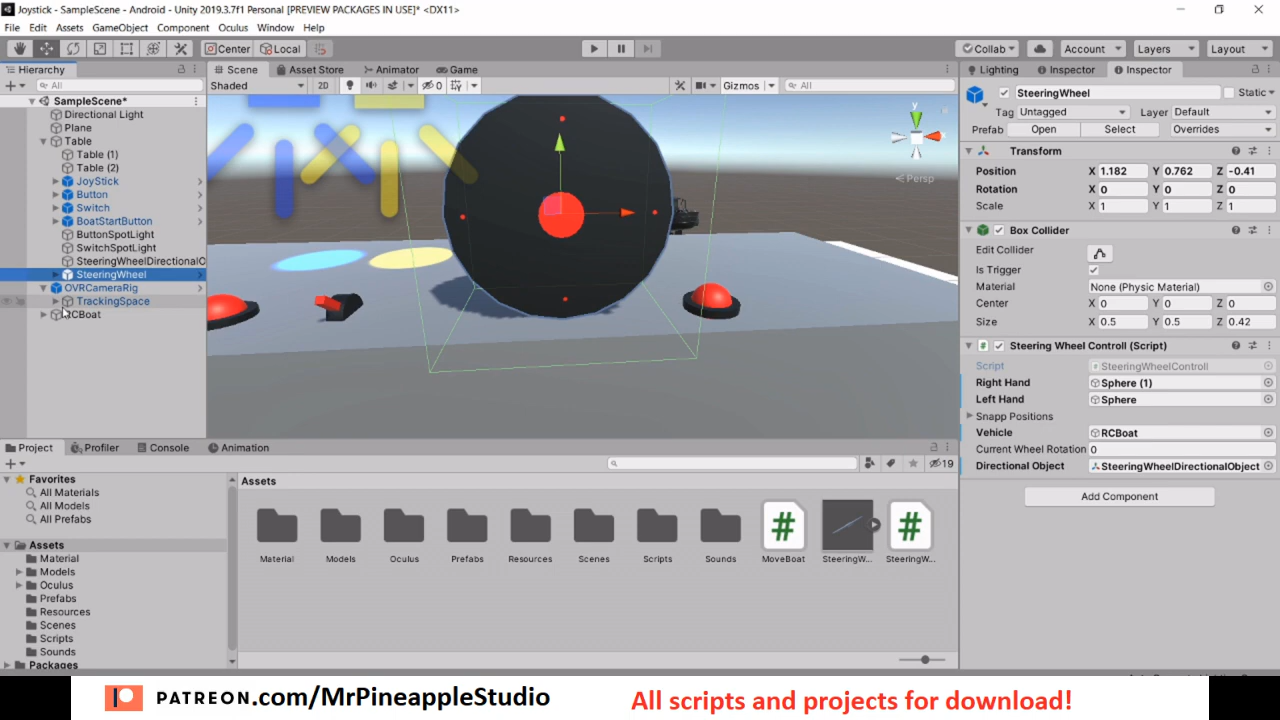 Joystick - SampleScene - Android - Unity 2019.3.7f1 Personal [PREVIEW PACKAGES IN USE]* <DX11>
File Edit Assets GameObject Component Oculus Window Help
Center Local Collab Account Layers Layout
Hierarchy Scene Asset Store Animator Game Lighting Inspector Inspector
All Shaded 2D 0 Gizmos All
SteeringWheel Static
SampleScene*
Directional Light
Plane
Table
Table (1)
Table (2)
JoyStick
Button
Switch
BoatStartButton
ButtonSpotLight
SwitchSpotLight
SteeringWheelDirectionalO
SteeringWheel
OVRCameraRig
TrackingSpace
RCBoat
y
x
Persp
Tag Untagged Layer Default
Prefab Open Select Overrides
Transform
Position X 1.182 Y 0.762 Z -0.41
Rotation X 0 Y 0 Z 0
Scale X 1 Y 1 Z 1
Box Collider
Edit Collider
Is Trigger
Material None (Physic Material)
Center X 0 Y 0 Z 0
Size X 0.5 Y 0.5 Z 0.42
Steering Wheel Controll (Script)
Script SteeringWheelControll
Right Hand Sphere (1)
Left Hand Sphere
Snapp Positions
Vehicle RCBoat
Current Wheel Rotation 0
Directional Object SteeringWheelDirectionalObject
Add Component
Project Profiler Console Animation
19
Favorites
All Materials
All Models
All Prefabs
Assets
Material
Models
Oculus
Prefabs
Resources
Scenes
Scripts
Sounds
Packages
Assets
Material Models Oculus Prefabs Resources Scenes Scripts Sounds MoveBoat SteeringW... SteeringW...
PATREON.com/MrPineappleStudio
All scripts and projects for download!